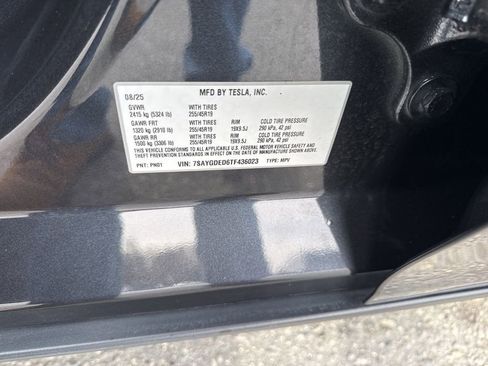 MFD BY TESLA, INC.
08/25
GVWR WITH TIRES
2415 kg (5324 lb) 255/45R19
GAWR FRT WITH TIRES RIM COLD TIRE PRESSURE
1320 kg (2910 lb) 255/45R19 19X9.5J 290 kPa, 42 psi
GAWR RR WITH TIRES RIM COLD TIRE PRESSURE
1500 kg (3306 lb) 255/45R19 19X9.5J 290 kPa, 42 psi
THIS VEHICLE CONFORMS TO ALL APPLICABLE U.S. FEDERAL MOTOR VEHICLE SAFETY AND
THEFT PREVENTION STANDARDS IN EFFECT ON THE DATE OF MANUFACTURE SHOWN ABOVE.
PNT: PN01 VIN: 7SAYGDED6TF436023 TYPE: MPV